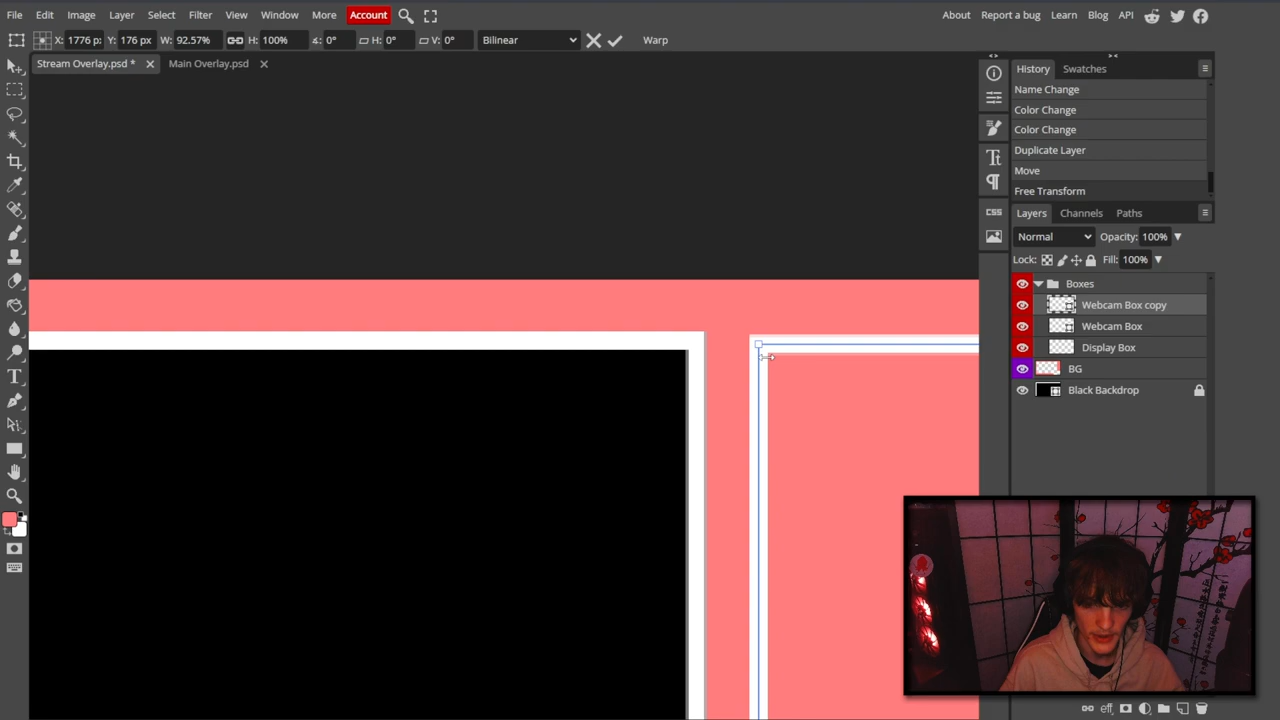 File Edit Image Layer Select Filter View Window More Account About Report a bug Learn Blog API
X: 1776 p: Y: 176 px W: 92.57% H: 100% ∡: 0° H: 0° V: 0° Bilinear Warp
Stream Overlay.psd * Main Overlay.psd
History Swatches
Name Change
Color Change
Color Change
Duplicate Layer
Move
Free Transform
CSS
Layers Channels Paths
Normal Opacity: 100%
Lock: Fill: 100%
Boxes
Webcam Box copy
Webcam Box
Display Box
BG
Black Backdrop
eff